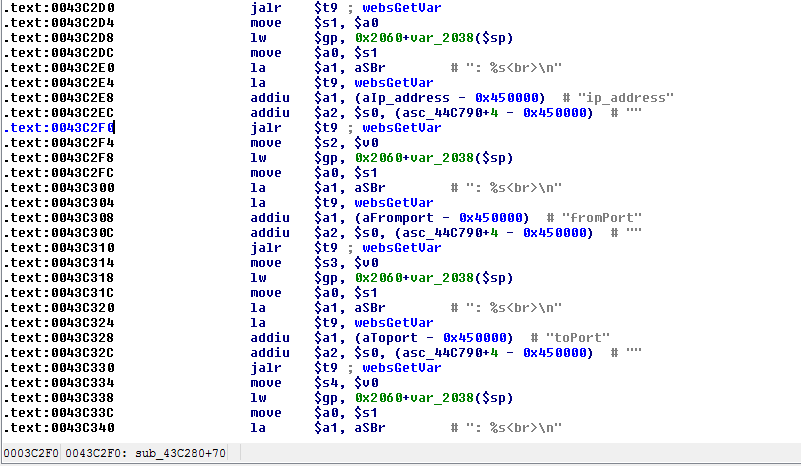 .text:0043C2D0 jalr $t9 ; websGetVar
.text:0043C2D4 move $s1, $a0
.text:0043C2D8 lw $gp, 0x2060+var_2038($sp)
.text:0043C2DC move $a0, $s1
.text:0043C2E0 la $a1, aSBr # ": %s<br>\n"
.text:0043C2E4 la $t9, websGetVar
.text:0043C2E8 addiu $a1, (aIp_address - 0x450000) # "ip_address"
.text:0043C2EC addiu $a2, $s0, (asc_44C790+4 - 0x450000) # ""
.text:0043C2F0 jalr $t9 ; websGetVar
.text:0043C2F4 move $s2, $v0
.text:0043C2F8 lw $gp, 0x2060+var_2038($sp)
.text:0043C2FC move $a0, $s1
.text:0043C300 la $a1, aSBr # ": %s<br>\n"
.text:0043C304 la $t9, websGetVar
.text:0043C308 addiu $a1, (aFromport - 0x450000) # "fromPort"
.text:0043C30C addiu $a2, $s0, (asc_44C790+4 - 0x450000) # ""
.text:0043C310 jalr $t9 ; websGetVar
.text:0043C314 move $s3, $v0
.text:0043C318 lw $gp, 0x2060+var_2038($sp)
.text:0043C31C move $a0, $s1
.text:0043C320 la $a1, aSBr # ": %s<br>\n"
.text:0043C324 la $t9, websGetVar
.text:0043C328 addiu $a1, (aToport - 0x450000) # "toPort"
.text:0043C32C addiu $a2, $s0, (asc_44C790+4 - 0x450000) # ""
.text:0043C330 jalr $t9 ; websGetVar
.text:0043C334 move $s4, $v0
.text:0043C338 lw $gp, 0x2060+var_2038($sp)
.text:0043C33C move $a0, $s1
.text:0043C340 la $a1, aSBr # ": %s<br>\n"
0003C2F0 0043C2F0: sub_43C280+70